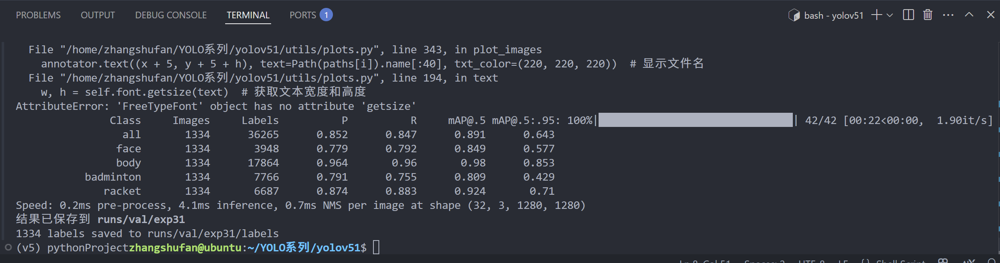 PROBLEMS OUTPUT DEBUG CONSOLE TERMINAL PORTS 1 bash - yolov51
File "/home/zhangshufan/YOLO系列/yolov51/utils/plots.py", line 343, in plot_images
annotator.text((x + 5, y + 5 + h), text=Path(paths[i]).name[:40], txt_color=(220, 220, 220))  # 显示文件名
File "/home/zhangshufan/YOLO系列/yolov51/utils/plots.py", line 194, in text
w, h = self.font.getsize(text)  # 获取文本宽度和高度
AttributeError: 'FreeTypeFont' object has no attribute 'getsize'
Class Images Labels P R mAP@.5 mAP@.5:.95: 100%| | 42/42 [00:22<00:00, 1.90it/s]
all 1334 36265 0.852 0.847 0.891 0.643
face 1334 3948 0.779 0.792 0.849 0.577
body 1334 17864 0.964 0.96 0.98 0.853
badminton 1334 7766 0.791 0.755 0.809 0.429
racket 1334 6687 0.874 0.883 0.924 0.71
Speed: 0.2ms pre-process, 4.1ms inference, 0.7ms NMS per image at shape (32, 3, 1280, 1280)
结果已保存到 runs/val/exp31
1334 labels saved to runs/val/exp31/labels
(v5) pythonProjectzhangshufan@ubuntu:~/YOLO系列/yolov51$